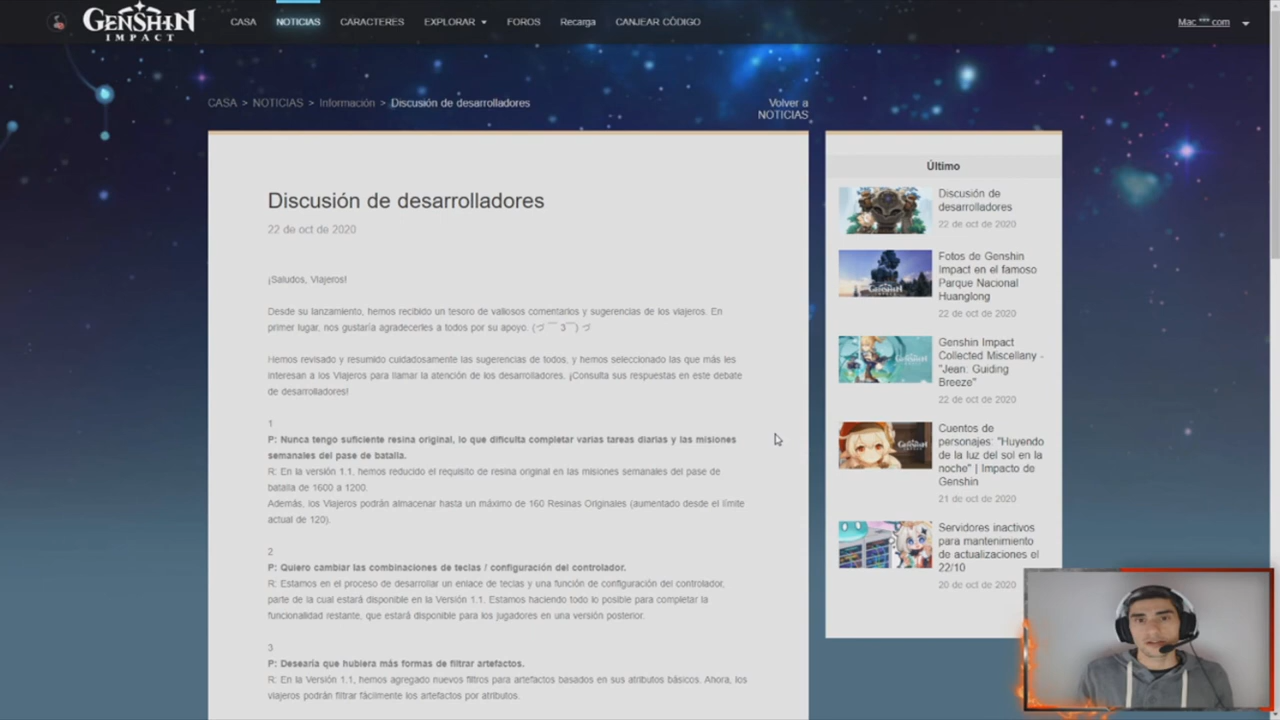 GENSHIN
IMPACT
CASA
NOTICIAS
CARACTERES
EXPLORAR
FOROS
Recarga
CANJEAR CÓDIGO
Mac *** com
CASA > NOTICIAS > Información > Discusión de desarrolladores
Volver a
NOTICIAS
Discusión de desarrolladores
22 de oct de 2020
¡Saludos, Viajeros!
Desde su lanzamiento, hemos recibido un tesoro de valiosos comentarios y sugerencias de los viajeros. En
primer lugar, nos gustaría agradecerles a todos por su apoyo. (づ ￣ 3￣) づ
Hemos revisado y resumido cuidadosamente las sugerencias de todos, y hemos seleccionado las que más les
interesan a los Viajeros para llamar la atención de los desarrolladores. ¡Consulta sus respuestas en este debate
de desarrolladores!
1
P: Nunca tengo suficiente resina original, lo que dificulta completar varias tareas diarias y las misiones
semanales del pase de batalla.
R: En la versión 1.1, hemos reducido el requisito de resina original en las misiones semanales del pase de
batalla de 1600 a 1200.
Además, los Viajeros podrán almacenar hasta un máximo de 160 Resinas Originales (aumentado desde el límite
actual de 120).
2
P: Quiero cambiar las combinaciones de teclas / configuración del controlador.
R: Estamos en el proceso de desarrollar un enlace de teclas y una función de configuración del controlador,
parte de la cual estará disponible en la Versión 1.1. Estamos haciendo todo lo posible para completar la
funcionalidad restante, que estará disponible para los jugadores en una versión posterior.
3
P: Desearía que hubiera más formas de filtrar artefactos.
R: En la Versión 1.1, hemos agregado nuevos filtros para artefactos basados en sus atributos básicos. Ahora, los
viajeros podrán filtrar fácilmente los artefactos por atributos.
Último
Discusión de
desarrolladores
22 de oct de 2020
Fotos de Genshin
Impact en el famoso
Parque Nacional
Huanglong
22 de oct de 2020
Genshin Impact
Collected Miscellany -
"Jean: Guiding
Breeze"
22 de oct de 2020
Cuentos de
personajes: "Huyendo
de la luz del sol en la
noche" | Impacto de
Genshin
21 de oct de 2020
Servidores inactivos
para mantenimiento
de actualizaciones el
22/10
20 de oct de 2020